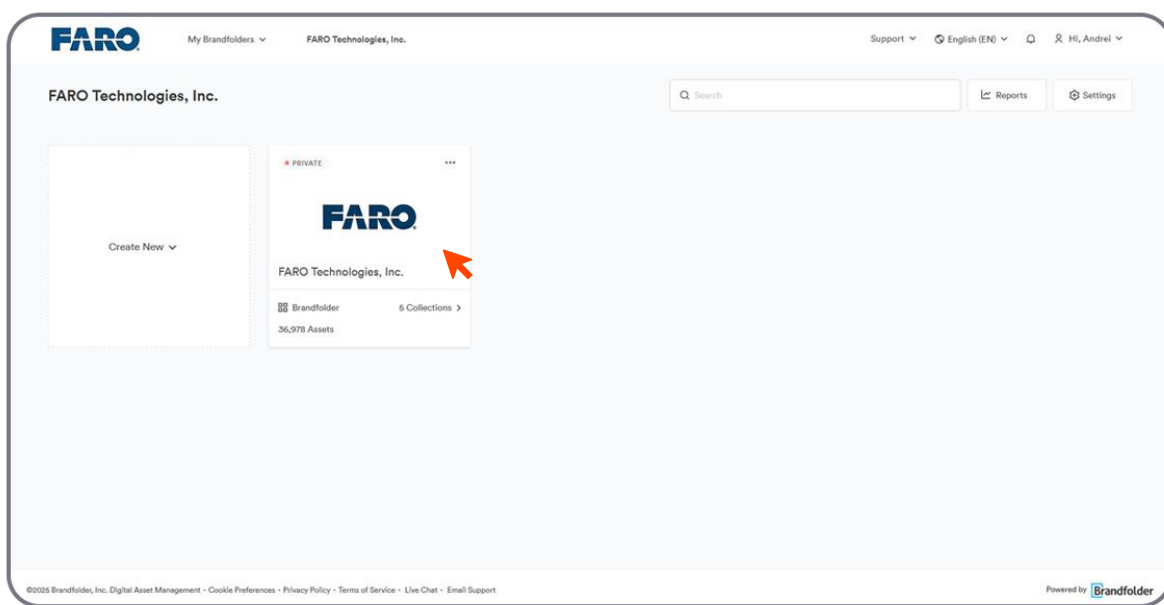 FARO My Brandfolders FARO Technologies, Inc. Support English (EN) Hi, Andrei
FARO Technologies, Inc. Search Reports Settings
PRIVATE
FARO
Create New
FARO Technologies, Inc.
Brandfolder 5 Collections
36,978 Assets
©2025 Brandfolder, Inc. Digital Asset Management · Cookie Preferences · Privacy Policy · Terms of Service · Live Chat · Email Support Powered by Brandfolder